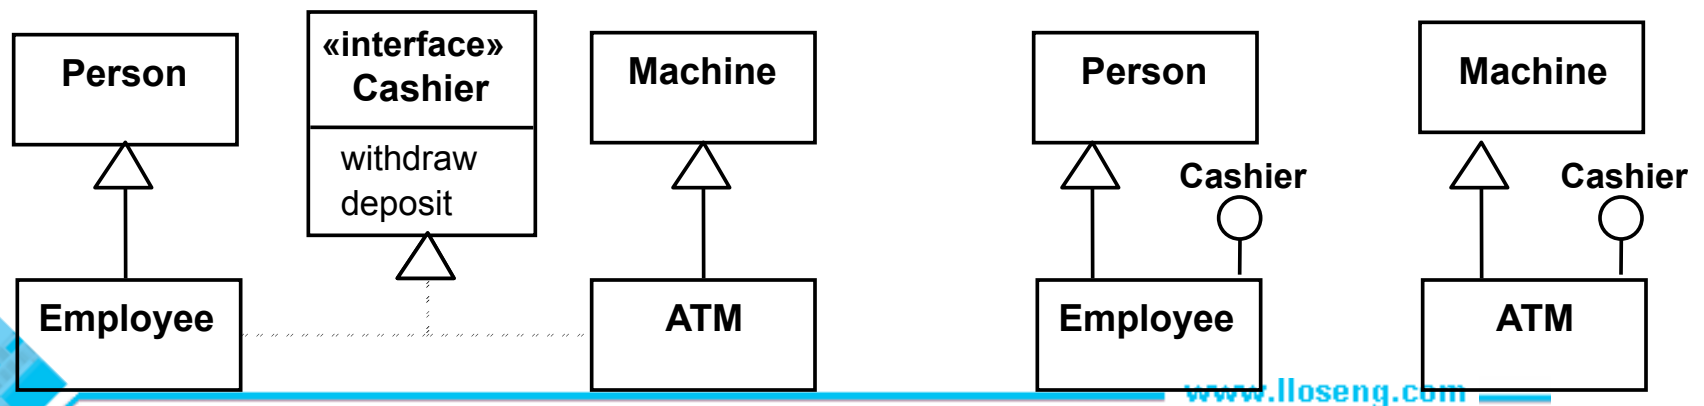 Person
«interface»
Cashier
withdraw
deposit
Machine
Employee
ATM
Person
Cashier
Machine
Cashier
Employee
ATM
www.lloseng.com